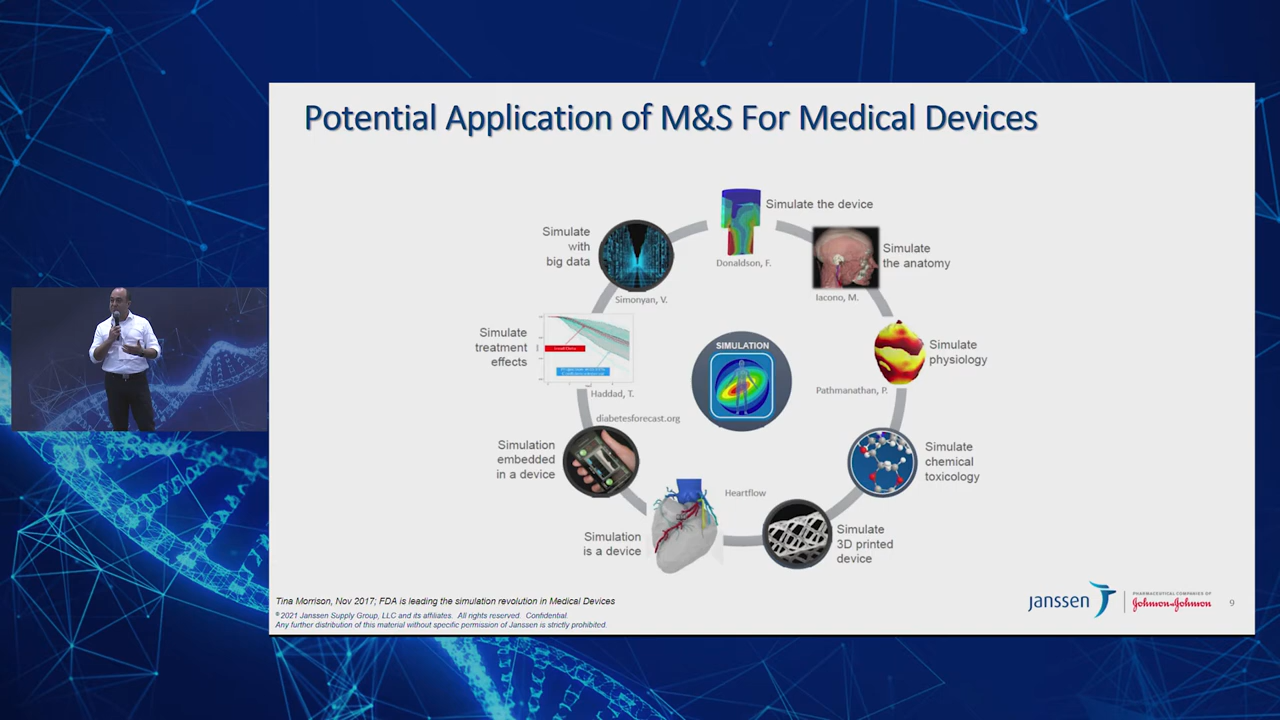 Potential Application of M&S For Medical Devices
Simulate the device
Donaldson, F.
Simulate
the anatomy
Iacono, M.
Simulate
physiology
Pathmanathan, P.
Simulate
chemical
toxicology
Simulate
3D printed
device
Heartflow
Simulation
is a device
Simulation
embedded
in a device
diabetesforecast.org
Simulate
treatment
effects
Haddad, T.
Simulate
with
big data
Simonyan, V.
SIMULATION
Tina Morrison, Nov 2017; FDA is leading the simulation revolution in Medical Devices
© 2021 Janssen Supply Group, LLC and its affiliates. All rights reserved. Confidential.
Any further distribution of this material without specific permission of Janssen is strictly prohibited.
janssen
PHARMACEUTICAL COMPANIES OF
Johnson & Johnson
9